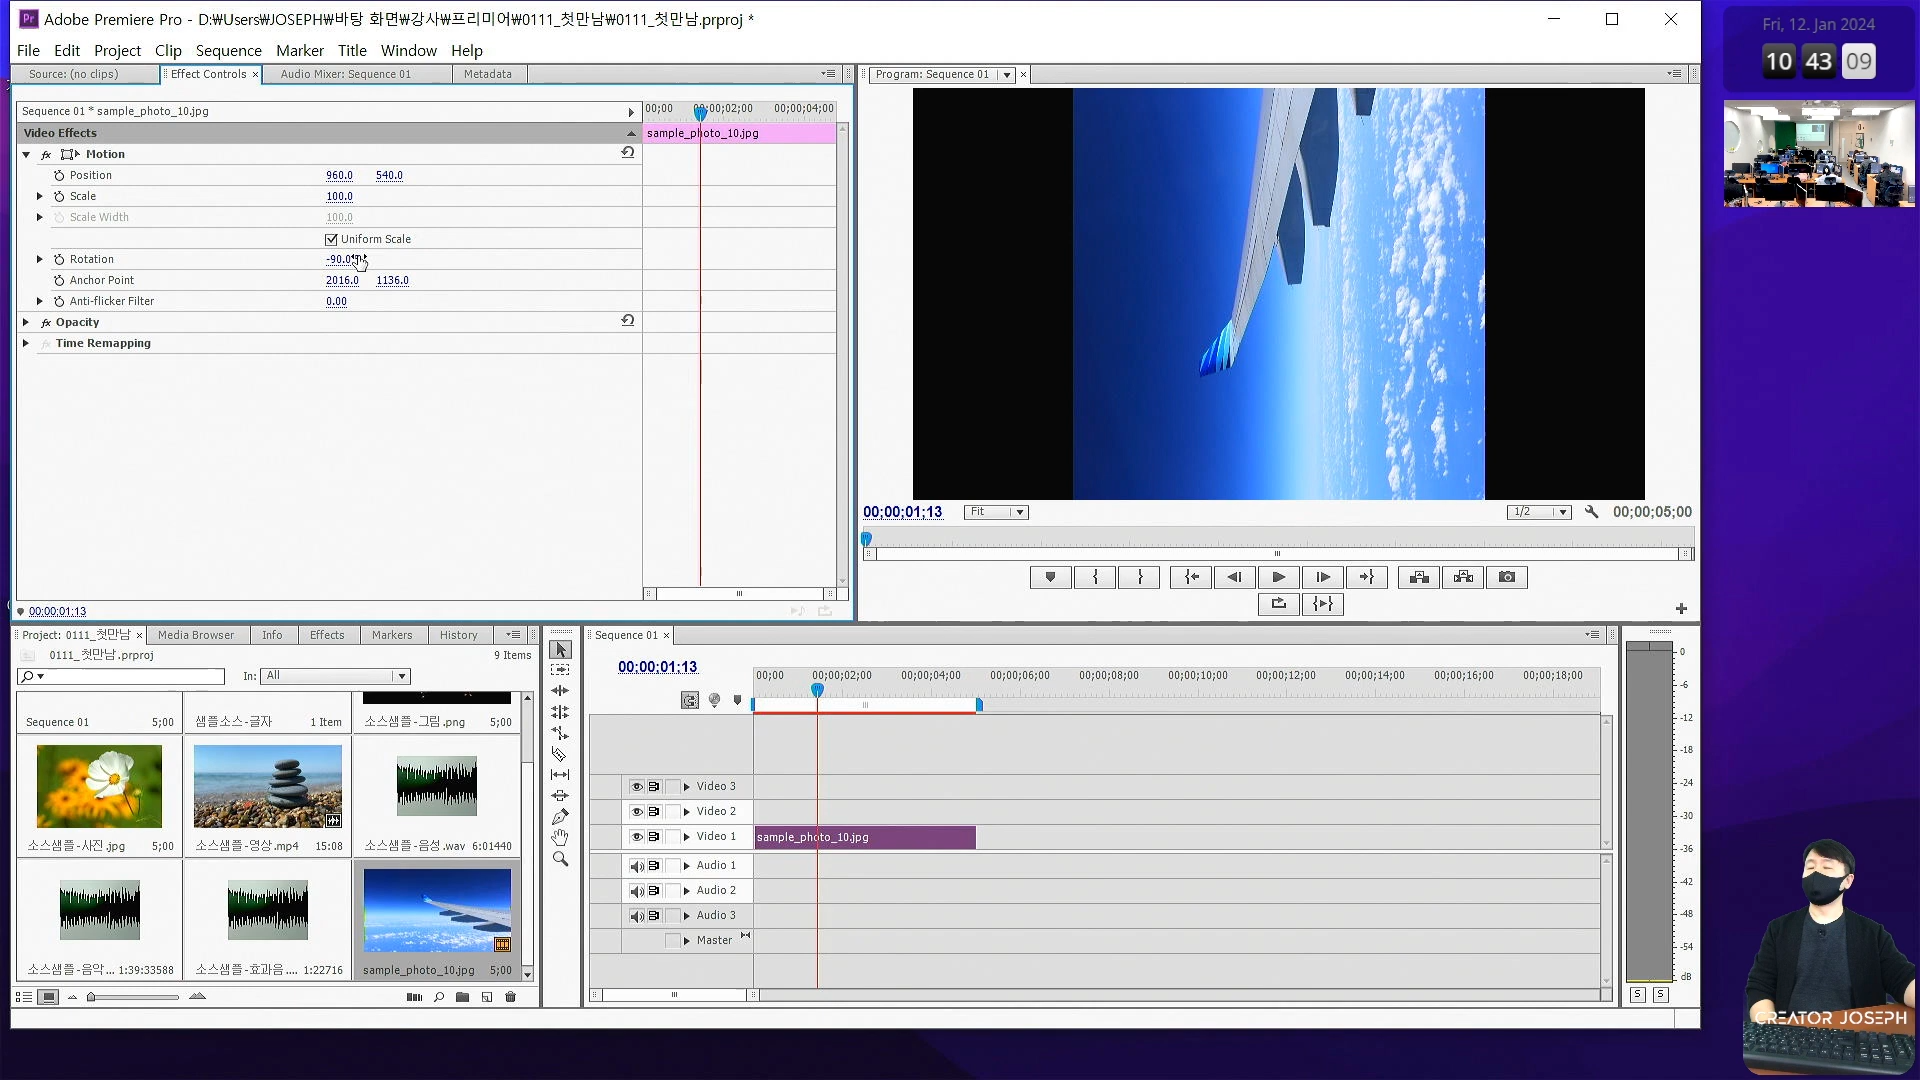 Adobe Premiere Pro - D:₩Users₩JOSEPH₩바탕 화면₩강사₩프리미어₩0111_첫만남₩0111_첫만남.prproj *
File Edit Project Clip Sequence Marker Title Window Help
Source: (no clips) Effect Controls Audio Mixer: Sequence 01 Metadata
Sequence 01 * sample_photo_10.jpg
00;00 00;00;02;00 00;00;04;00
Video Effects
sample_photo_10.jpg
fx Motion
Position 960.0 540.0
Scale 100.0
Scale Width 100.0
Uniform Scale
Rotation -90.0
Anchor Point 2016.0 1136.0
Anti-flicker Filter 0.00
fx Opacity
fx Time Remapping
00;00;01;13
Program: Sequence 01
00;00;01;13 Fit 1/2 00;00;05;00
Project: 0111_첫만남 Media Browser Info Effects Markers History
0111_첫만남.prproj 9 Items
In: All
Sequence 01 5;00
샘플소스-글자 1 Item
소스샘플-그림.png 5;00
소스샘플-사진.jpg 5;00
소스샘플-영상.mp4 15:08
소스샘플-음성.wav 6:01440
소스샘플-음악... 1:39:33588
소스샘플-효과음.... 1:22716
sample_photo_10.jpg 5;00
Sequence 01
00;00;01;13
00;00 00;00;02;00 00;00;04;00 00;00;06;00 00;00;08;00 00;00;10;00 00;00;12;00 00;00;14;00 00;00;16;00 00;00;18;00
Video 3
Video 2
Video 1 sample_photo_10.jpg
Audio 1
Audio 2
Audio 3
Master
0
-6
-12
-18
-24
-30
-36
-42
-48
-54
dB
S S
Fri, 12. Jan 2024
10 43 09
CREATOR JOSEPH